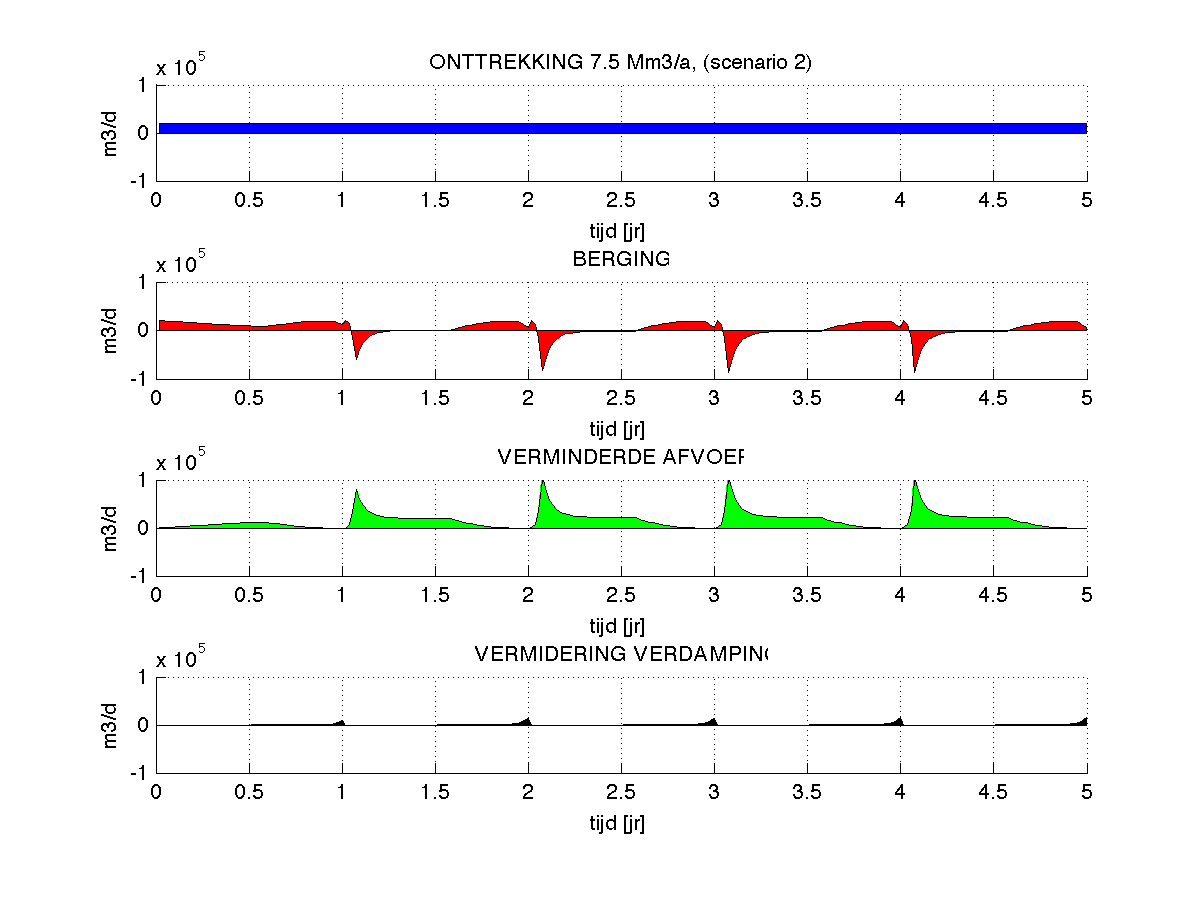 ONTTREKKING 7.5 Mm3/a, (scenario 2)
x 10^5
1
0
-1
m3/d
0 0.5 1 1.5 2 2.5 3 3.5 4 4.5 5
tijd [jr]
BERGING
x 10^5
1
0
-1
m3/d
0 0.5 1 1.5 2 2.5 3 3.5 4 4.5 5
tijd [jr]
VERMINDERDE AFVOER
x 10^5
1
0
-1
m3/d
0 0.5 1 1.5 2 2.5 3 3.5 4 4.5 5
tijd [jr]
VERMIDERING VERDAMPING
x 10^5
1
0
-1
m3/d
0 0.5 1 1.5 2 2.5 3 3.5 4 4.5 5
tijd [jr]